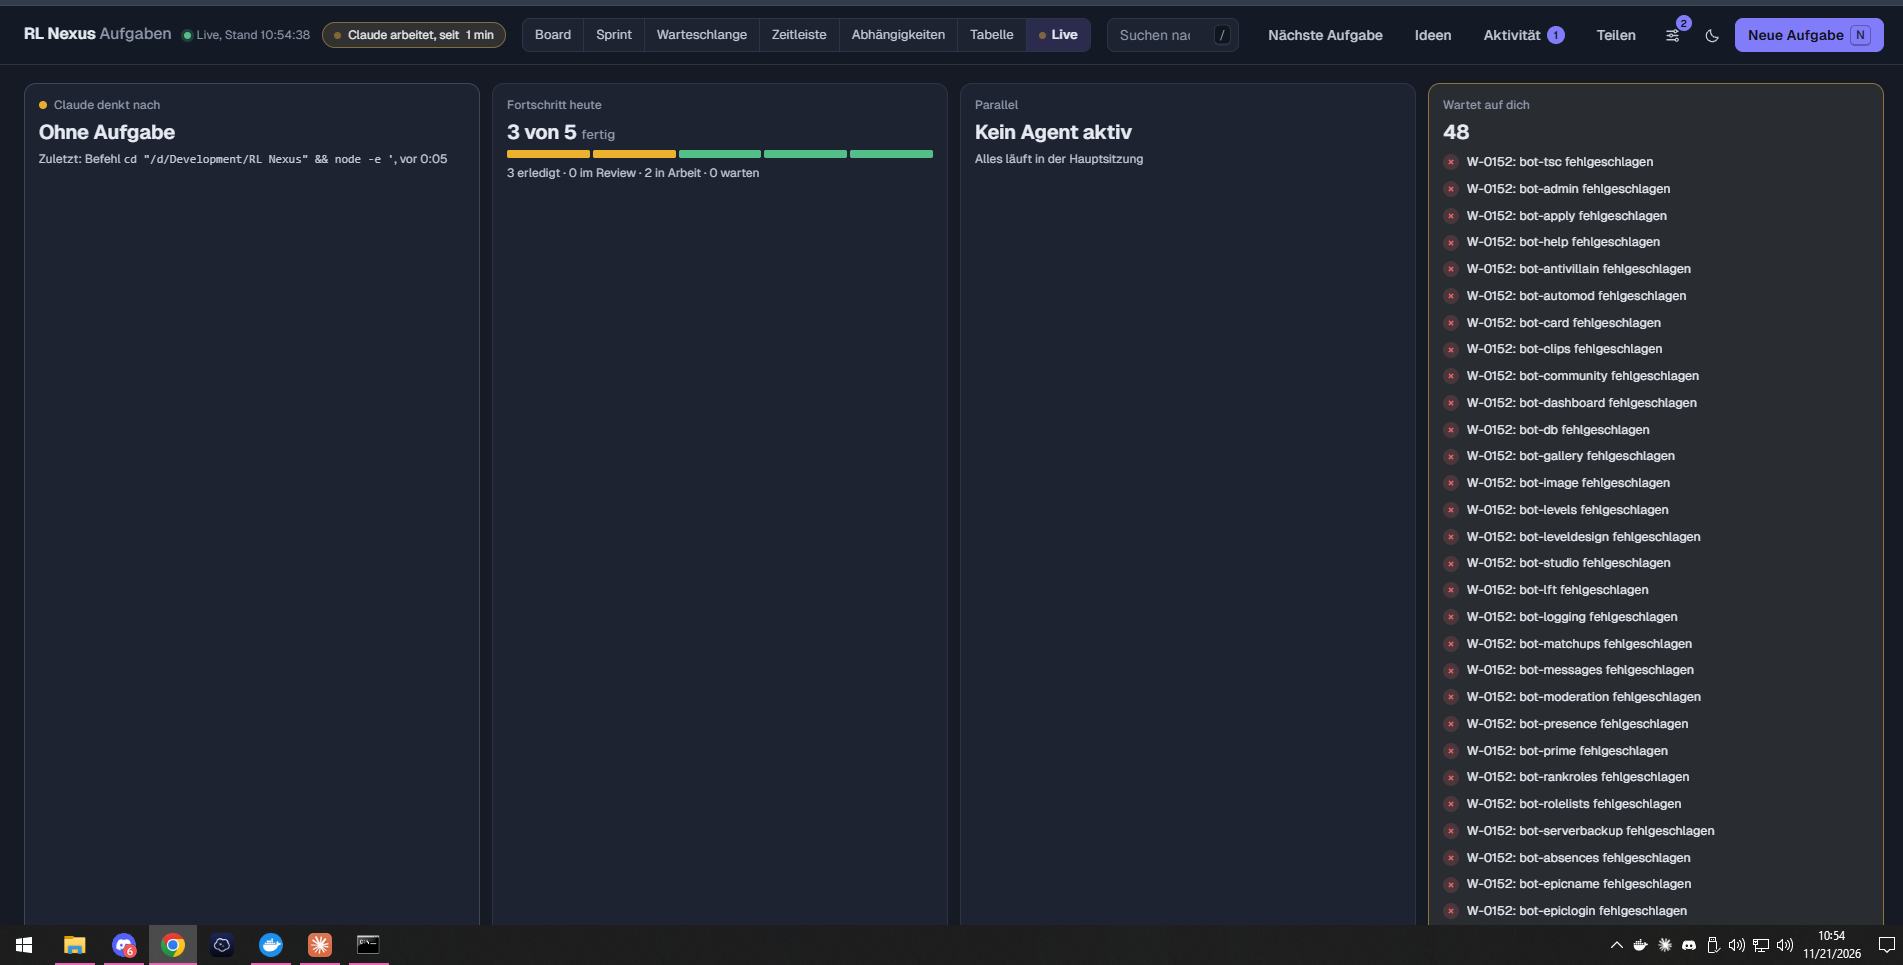 RL Nexus Aufgaben
Live, Stand 10:54:38
Claude arbeitet, seit 1 min
Board
Sprint
Warteschlange
Zeitleiste
Abhängigkeiten
Tabelle
Live
Suchen nac
/
Nächste Aufgabe
Ideen
Aktivität 1
Teilen
2
Neue Aufgabe N
Claude denkt nach
Ohne Aufgabe
Zuletzt: Befehl cd "/d/Development/RL Nexus" && node -e ', vor 0:05
Fortschritt heute
3 von 5 fertig
3 erledigt · 0 im Review · 2 in Arbeit · 0 warten
Parallel
Kein Agent aktiv
Alles läuft in der Hauptsitzung
Wartet auf dich
48
W-0152: bot-tsc fehlgeschlagen
W-0152: bot-admin fehlgeschlagen
W-0152: bot-apply fehlgeschlagen
W-0152: bot-help fehlgeschlagen
W-0152: bot-antivillain fehlgeschlagen
W-0152: bot-automod fehlgeschlagen
W-0152: bot-card fehlgeschlagen
W-0152: bot-clips fehlgeschlagen
W-0152: bot-community fehlgeschlagen
W-0152: bot-dashboard fehlgeschlagen
W-0152: bot-db fehlgeschlagen
W-0152: bot-gallery fehlgeschlagen
W-0152: bot-image fehlgeschlagen
W-0152: bot-levels fehlgeschlagen
W-0152: bot-leveldesign fehlgeschlagen
W-0152: bot-studio fehlgeschlagen
W-0152: bot-lft fehlgeschlagen
W-0152: bot-logging fehlgeschlagen
W-0152: bot-matchups fehlgeschlagen
W-0152: bot-messages fehlgeschlagen
W-0152: bot-moderation fehlgeschlagen
W-0152: bot-presence fehlgeschlagen
W-0152: bot-prime fehlgeschlagen
W-0152: bot-rankroles fehlgeschlagen
W-0152: bot-rolelists fehlgeschlagen
W-0152: bot-serverbackup fehlgeschlagen
W-0152: bot-absences fehlgeschlagen
W-0152: bot-epicname fehlgeschlagen
W-0152: bot-epiclogin fehlgeschlagen
6
10:54
11/21/2026